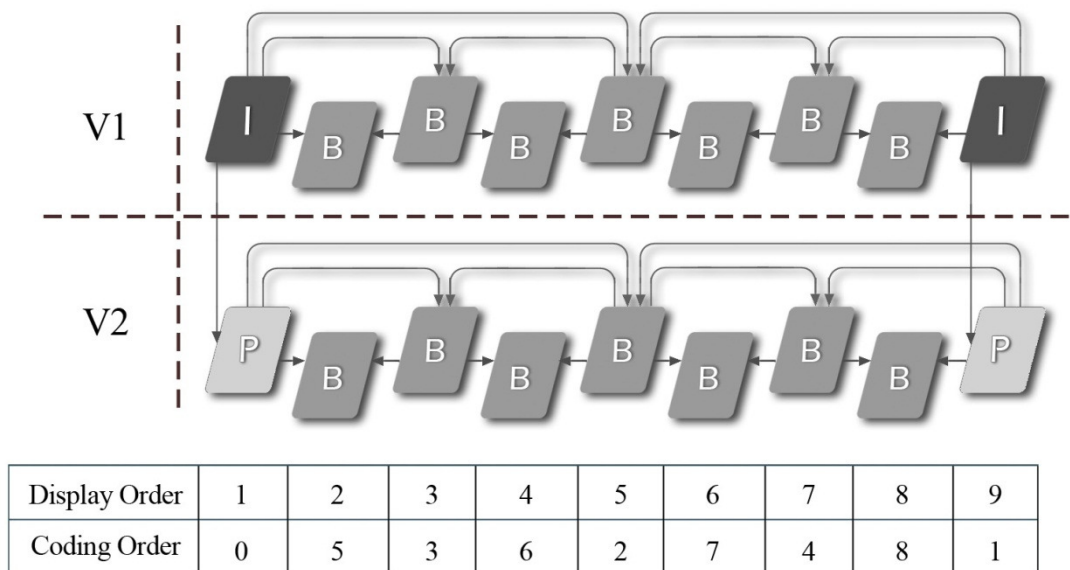 V1
I B B B B B B B I
V2
P B B B B B B B P
Display Order 1 2 3 4 5 6 7 8 9
Coding Order 0 5 3 6 2 7 4 8 1